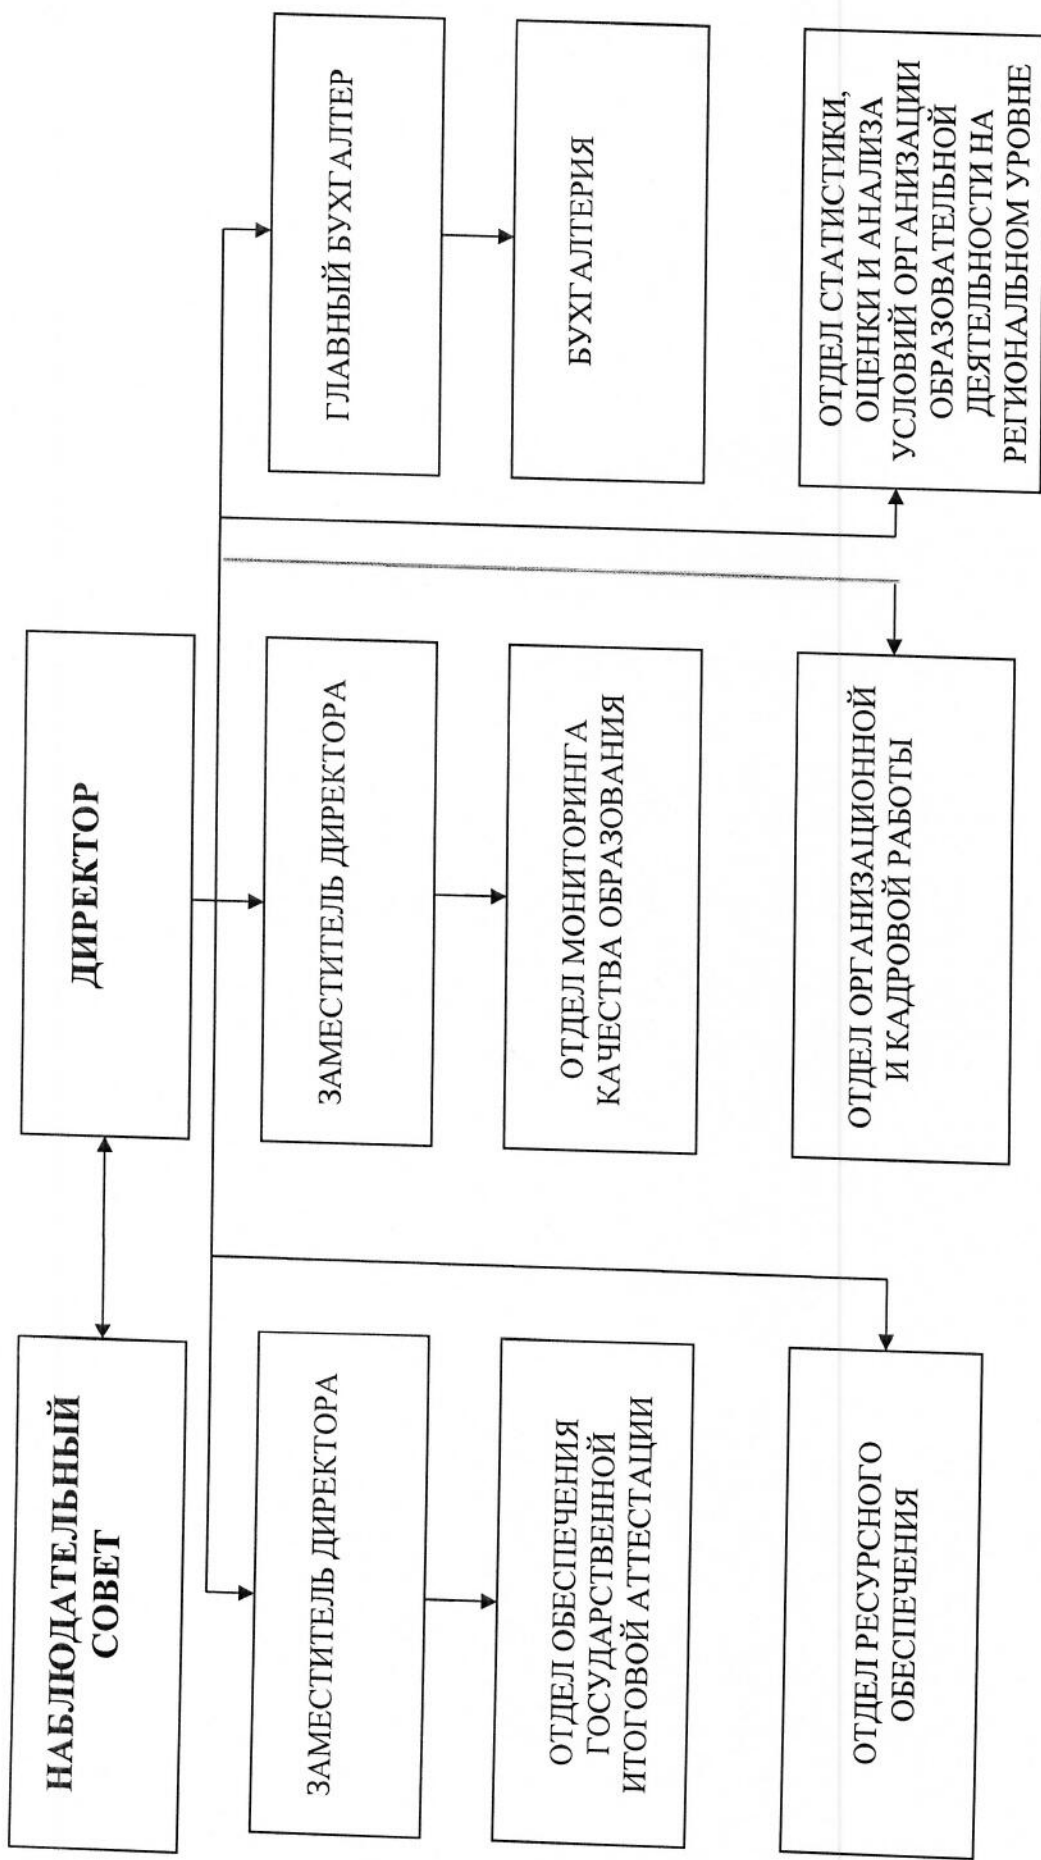 НАБЛЮДАТЕЛЬНЫЙ
СОВЕТ
ДИРЕКТОР
ЗАМЕСТИТЕЛЬ ДИРЕКТОРА
ЗАМЕСТИТЕЛЬ ДИРЕКТОРА
ГЛАВНЫЙ БУХГАЛТЕР
ОТДЕЛ ОБЕСПЕЧЕНИЯ
ГОСУДАРСТВЕННОЙ
ИТОГОВОЙ АТТЕСТАЦИИ
ОТДЕЛ МОНИТОРИНГА
КАЧЕСТВА ОБРАЗОВАНИЯ
БУХГАЛТЕРИЯ
ОТДЕЛ РЕСУРСНОГО
ОБЕСПЕЧЕНИЯ
ОТДЕЛ ОРГАНИЗАЦИОННОЙ
И КАДРОВОЙ РАБОТЫ
ОТДЕЛ СТАТИСТИКИ,
ОЦЕНКИ И АНАЛИЗА
УСЛОВИЙ ОРГАНИЗАЦИИ
ОБРАЗОВАТЕЛЬНОЙ
ДЕЯТЕЛЬНОСТИ НА
РЕГИОНАЛЬНОМ УРОВНЕ